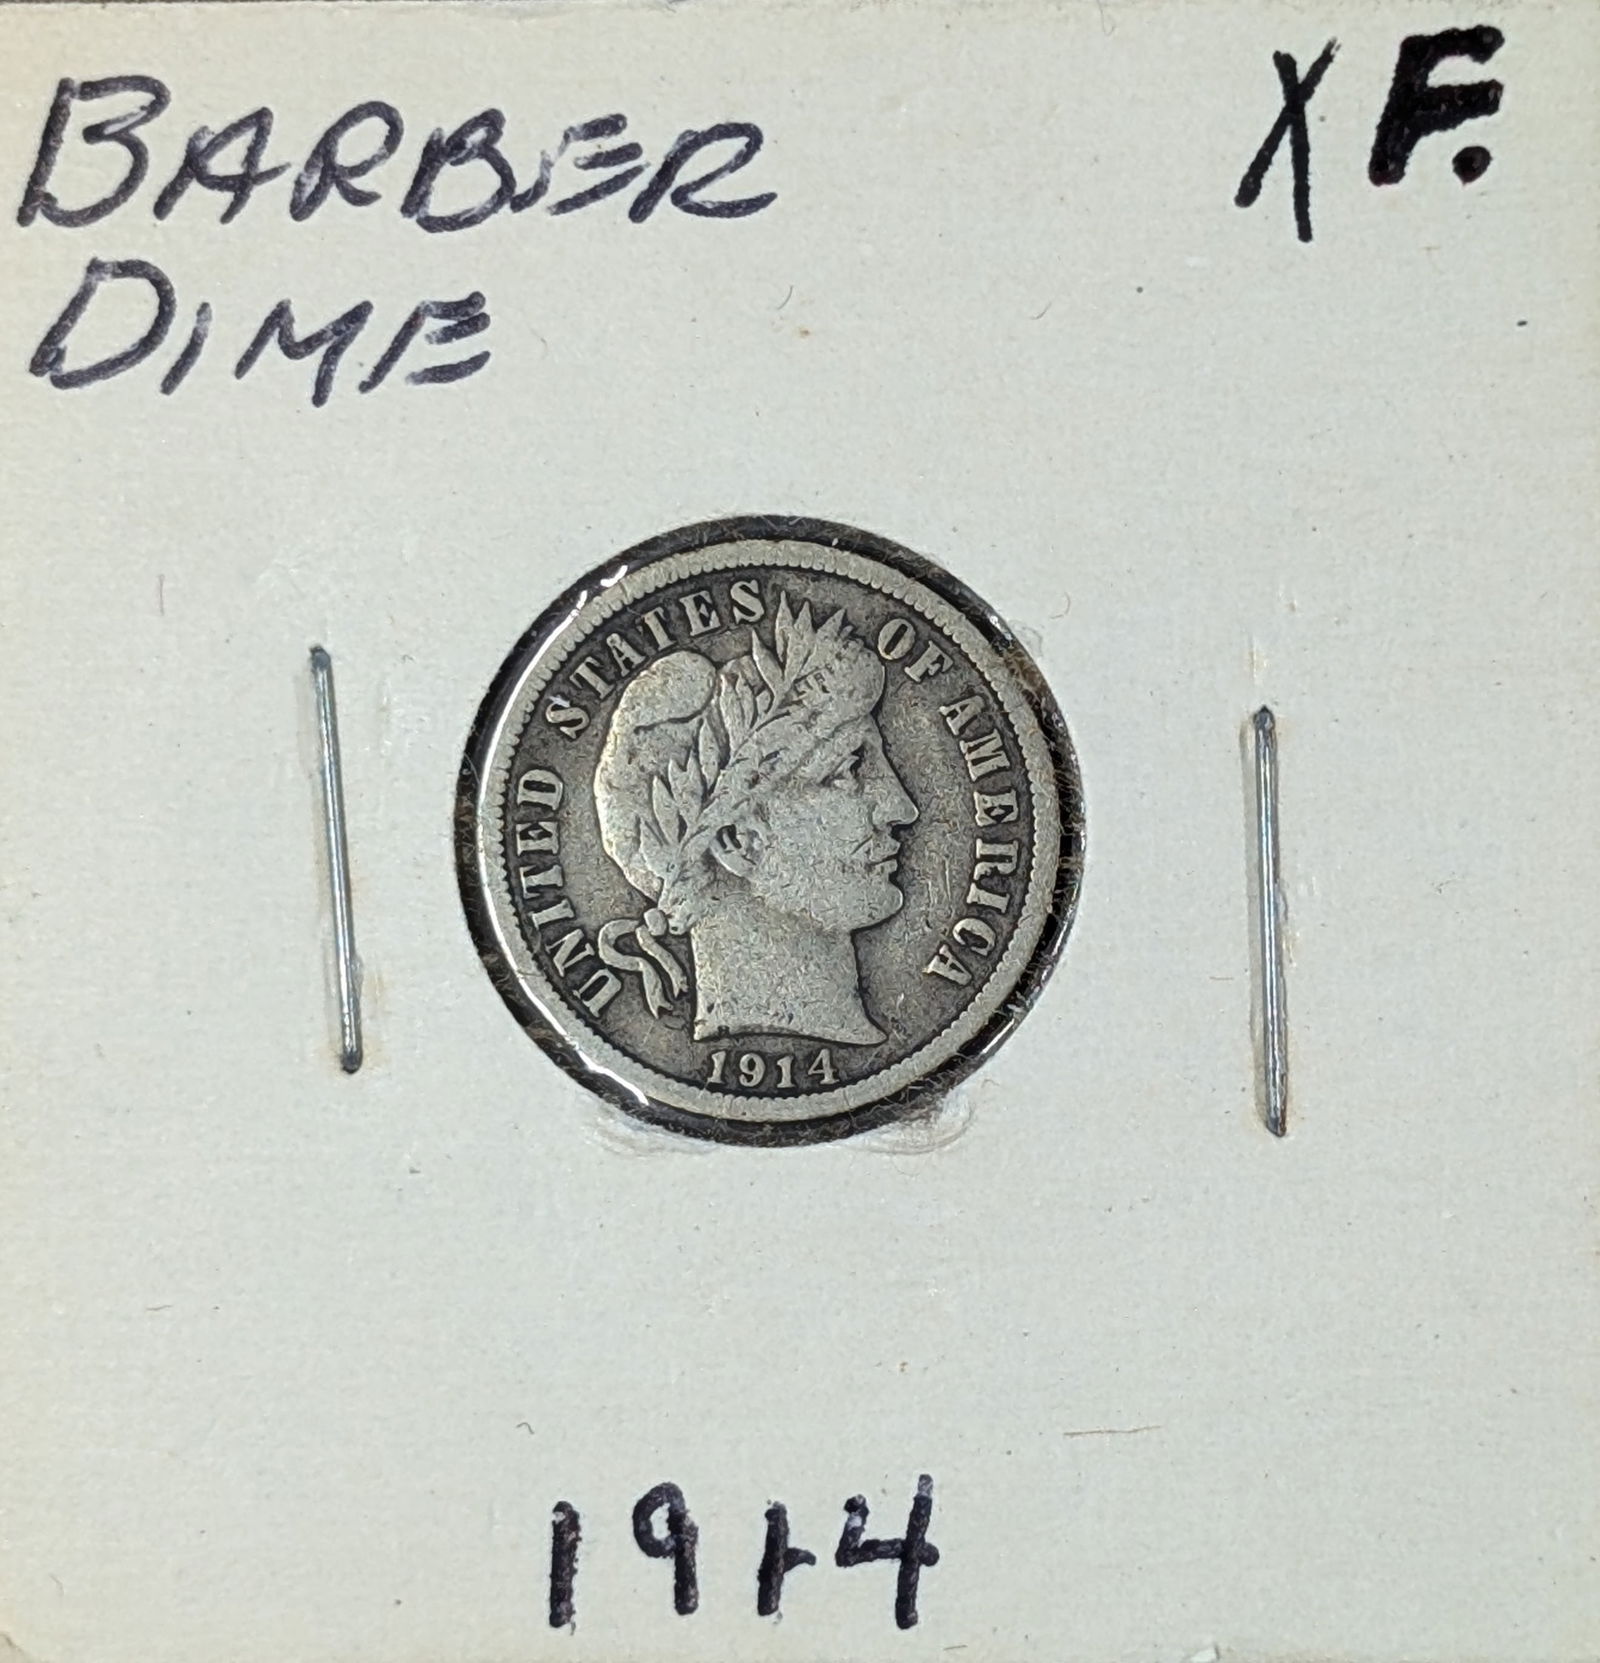 BARBER
DIME
XF.
UNITED STATES OF AMERICA
1914
1914